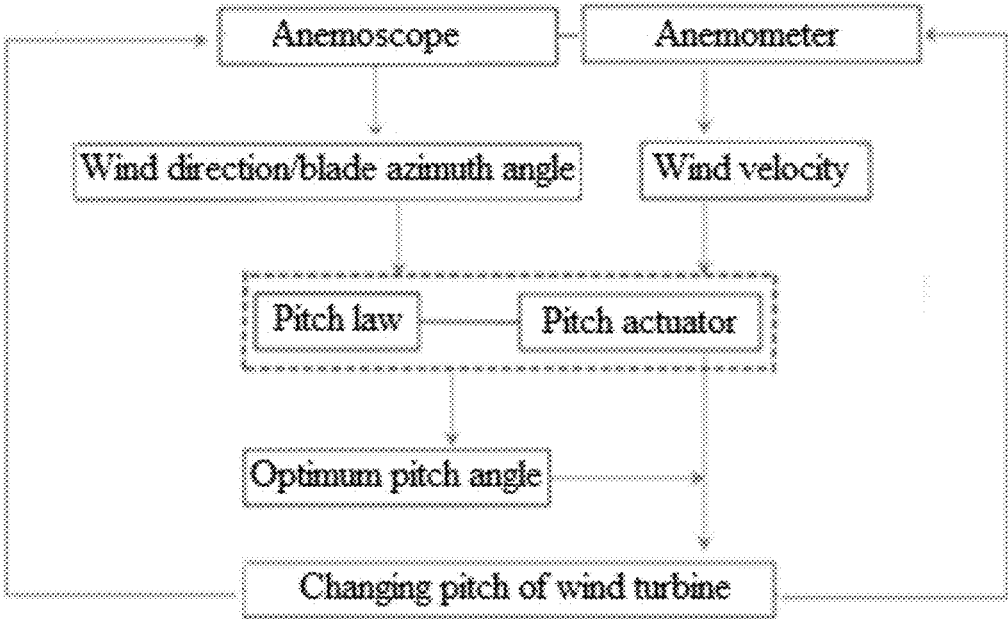 Anemoscope
Anemometer
Wind direction/blade azimuth angle
Wind velocity
Pitch law
Pitch actuator
Optimum pitch angle
Changing pitch of wind turbine